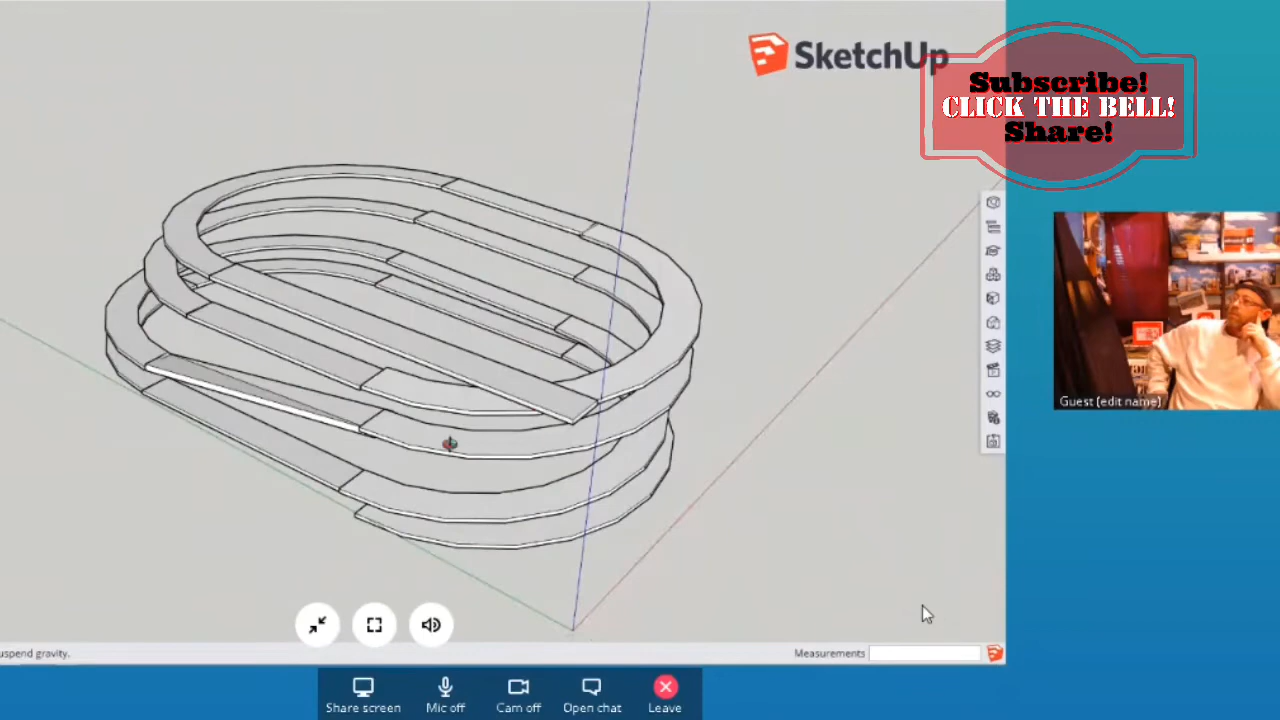 SketchUp
Subscribe!
CLICK THE BELL!
Share!
Guest [edit name]
uspend gravity.
Measurements
Share screen
Mic off
Cam off
Open chat
Leave